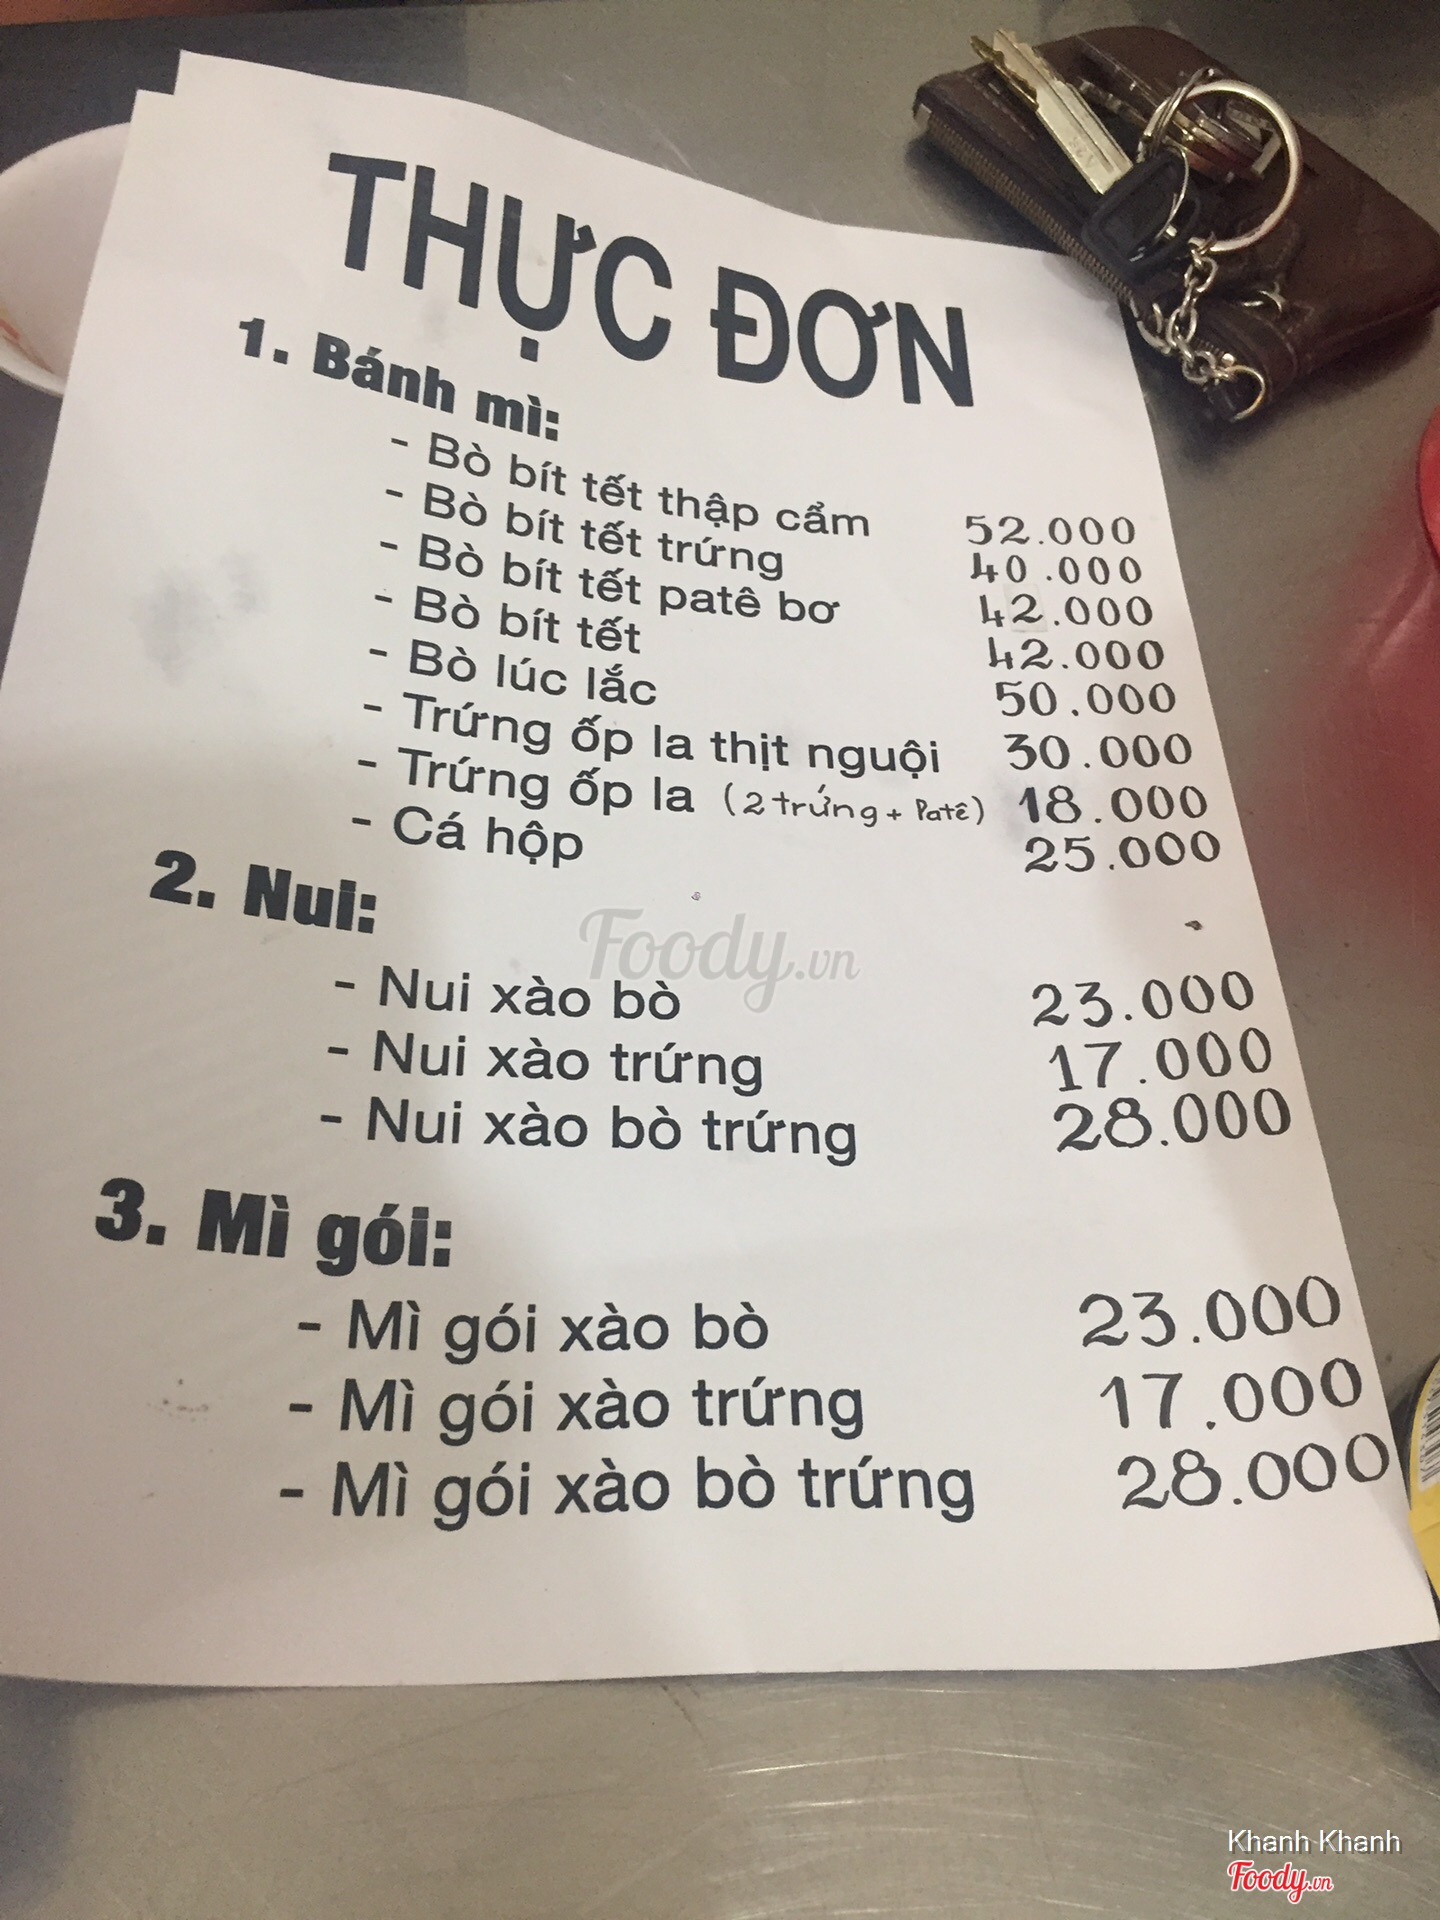 THỰC ĐƠN
1. Bánh mì:
- Bò bít tết thập cẩm 52.000
- Bò bít tết trứng 40.000
- Bò bít tết patê bơ 42.000
- Bò bít tết 42.000
- Bò lúc lắc 50.000
- Trứng ốp la thịt nguội 30.000
- Trứng ốp la (2 trứng + Patê) 18.000
- Cá hộp 25.000
2. Nui:
Foody.vn
- Nui xào bò 23.000
- Nui xào trứng 17.000
- Nui xào bò trứng 28.000
3. Mì gói:
- Mì gói xào bò 23.000
- Mì gói xào trứng 17.000
- Mì gói xào bò trứng 28.000
Khanh Khanh
Foody.vn